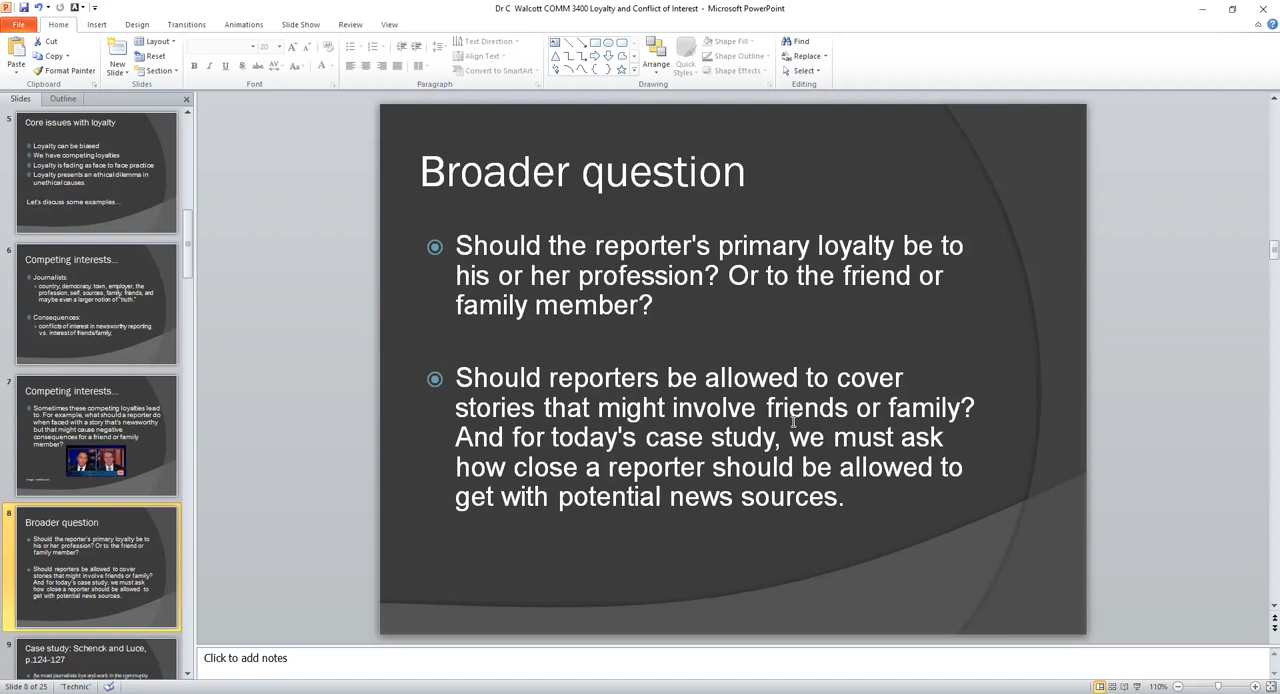 Dr C Walcott COMM 3400 Loyalty and Conflict of Interest - Microsoft PowerPoint
File Home Insert Design Transitions Animations Slide Show Review View
Paste
Cut
Copy
Format Painter
Clipboard
New
Slide
Layout
Reset
Section
Slides
20
Font
Text Direction
Align Text
Convert to SmartArt
Paragraph
Arrange
Quick
Styles
Shape Fill
Shape Outline
Shape Effects
Drawing
Find
Replace
Select
Editing
Slides Outline
5
Core issues with loyalty
Loyalty can be biased
We have competing loyalties
Loyalty is fading as face to face practice
Loyalty presents an ethical dilemma in
unethical causes.
Let's discuss some examples...
6
Competing interests...
Journalists:
country, democracy, town, employer, the
profession, self, sources, family, friends, and
maybe even a larger notion of "truth."
Consequences:
conflicts of interest in newsworthy reporting
vs. interest of friends/family.
7
Competing interests...
Sometimes these competing loyalties lead
to. For example, what should a reporter do
when faced with a story that's newsworthy
but that might cause negative
consequences for a friend or family
member?
8
Broader question
Should the reporter's primary loyalty be to
his or her profession? Or to the friend or
family member?
Should reporters be allowed to cover
stories that might involve friends or family?
And for today's case study, we must ask
how close a reporter should be allowed to
get with potential news sources.
9
Case study: Schenck and Luce,
p.124-127
As most journalists live and work in the community
Broader question
Should the reporter's primary loyalty be to
his or her profession? Or to the friend or
family member?
Should reporters be allowed to cover
stories that might involve friends or family?
And for today's case study, we must ask
how close a reporter should be allowed to
get with potential news sources.
Click to add notes
Slide 8 of 25 "Technic" 110%